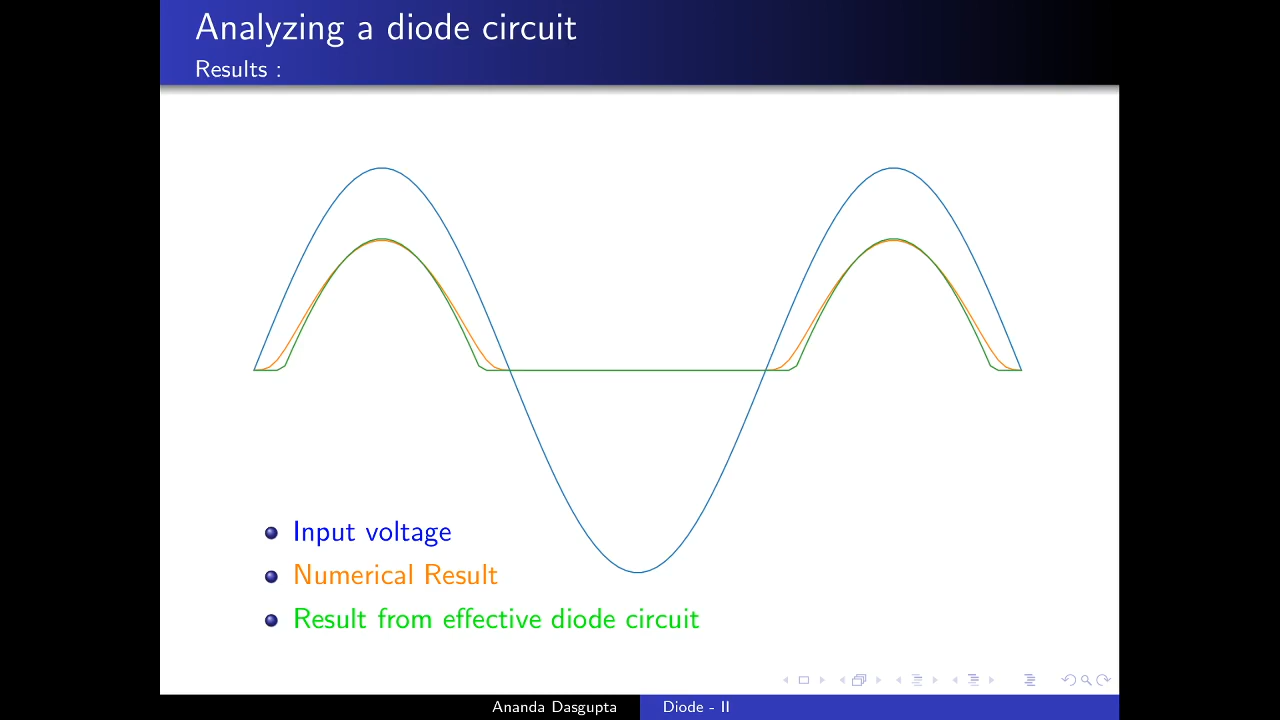 Analyzing a diode circuit
Results :
Input voltage
Numerical Result
Result from effective diode circuit
Ananda Dasgupta
Diode - II